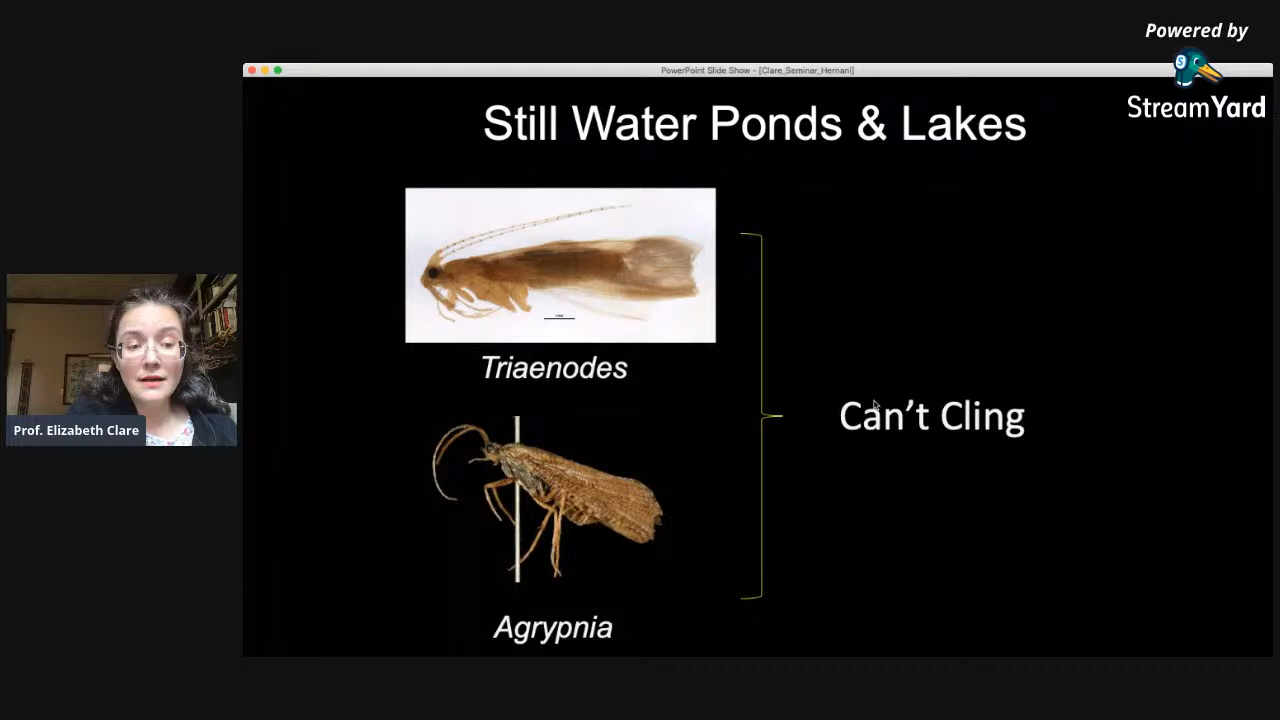 Powered by
StreamYard
PowerPoint Slide Show - [Clare_Seminar_Hernani]
Still Water Ponds & Lakes
Triaenodes
Can't Cling
Prof. Elizabeth Clare
Agrypnia